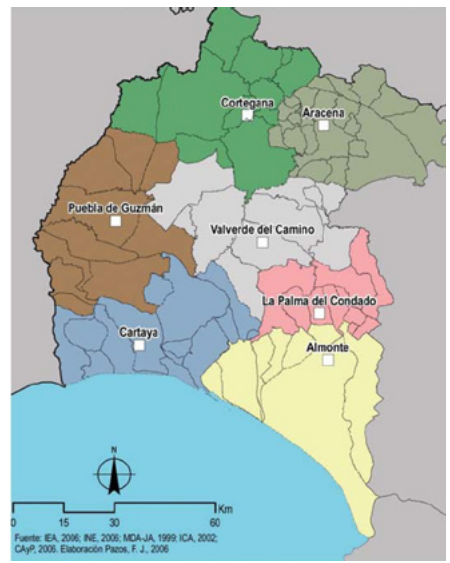 Cortegana
Aracena
Puebla de Guzmán
Valverde del Camino
La Palma del Condado
Cartaya
Almonte
N
Km
0 15 30 60
Fuente: IEA, 2006; INE, 2006; MDA-JA, 1999; ICA, 2002;
CAyP, 2006. Elaboración Pazos, F. J., 2006